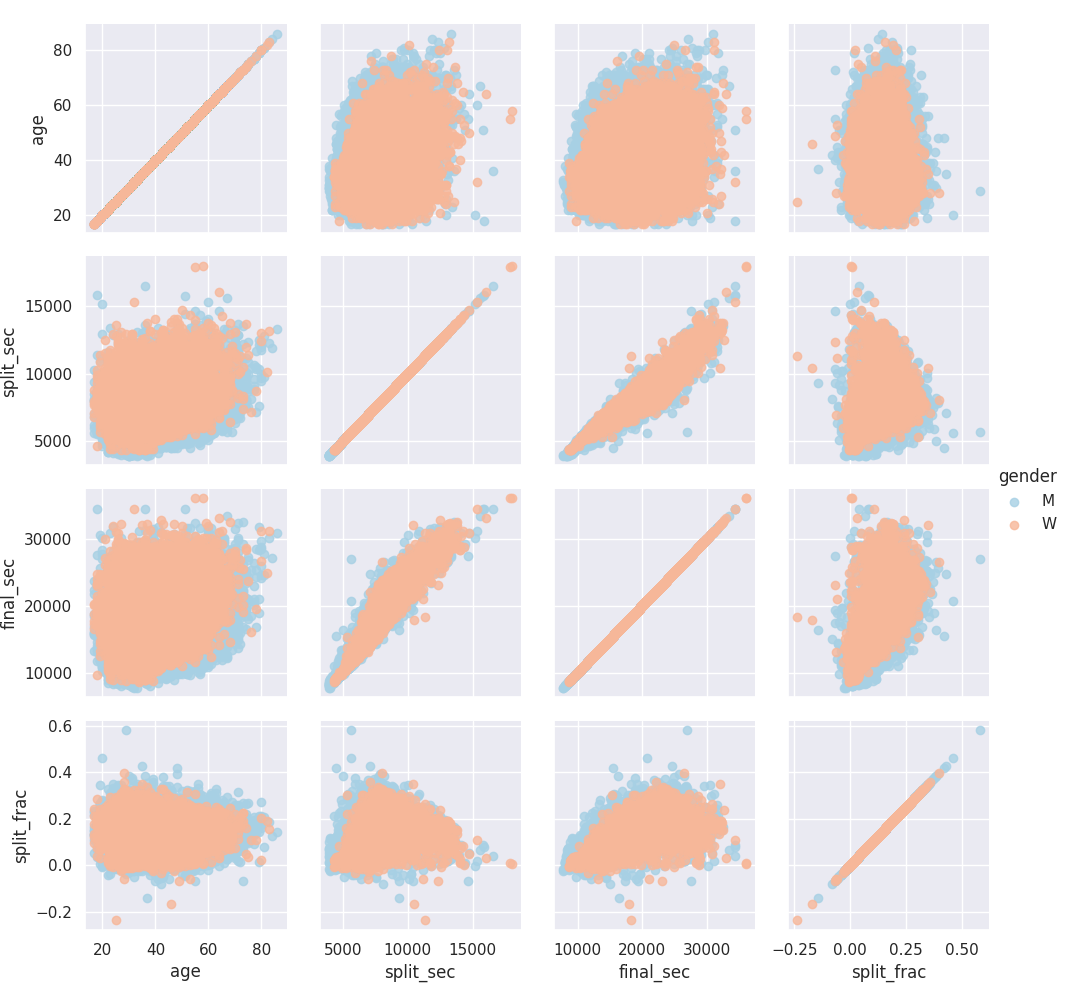 80
60
40
20
age
15000
10000
5000
split_sec
gender
M
W
30000
20000
10000
final_sec
0.6
0.4
0.2
0.0
−0.2
split_frac
20 40 60 80
5000 10000 15000
10000 20000 30000
−0.25 0.00 0.25 0.50
age split_sec final_sec split_frac